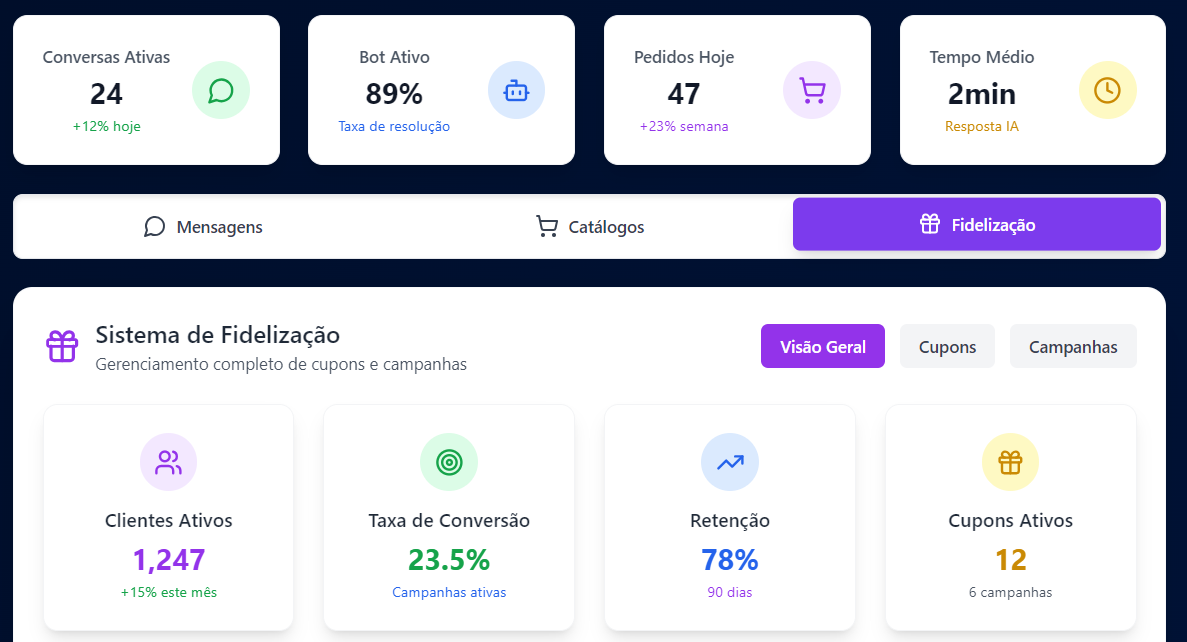 Conversas Ativas
24
+12% hoje
Bot Ativo
89%
Taxa de resolução
Pedidos Hoje
47
+23% semana
Tempo Médio
2min
Resposta IA
Mensagens
Catálogos
Fidelização
Sistema de Fidelização
Gerenciamento completo de cupons e campanhas
Visão Geral
Cupons
Campanhas
Clientes Ativos
1,247
+15% este mês
Taxa de Conversão
23.5%
Campanhas ativas
Retenção
78%
90 dias
Cupons Ativos
12
6 campanhas